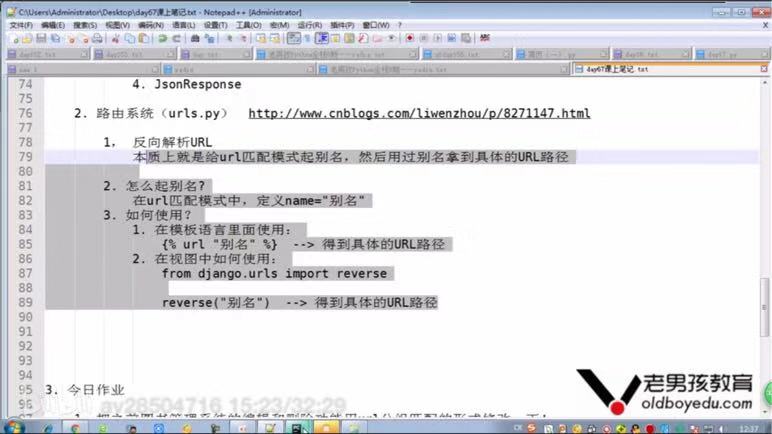 C:\Users\Administrator\Desktop\day67课上笔记.txt - Notepad++ [Administrator]
文件(F) 编辑(E) 搜索(S) 视图(V) 编码(N) 语言(L) 设置(T) 工具(O) 宏(M) 运行(R) 插件(P) 窗口(W) ?
day67课上笔记.txt
74 4. JsonResponse
75
76 2. 路由系统（urls.py） http://www.cnblogs.com/liwenzhou/p/8271147.html
77
78 1, 反向解析URL
79 本质上就是给url匹配模式起别名，然后用过别名拿到具体的URL路径
80
81 2. 怎么起别名?
82 在url匹配模式中，定义name="别名"
83 3. 如何使用？
84 1. 在模板语言里面使用：
85 {% url "别名" %} --> 得到具体的URL路径
86 2. 在视图中如何使用：
87 from django.urls import reverse
88
89 reverse("别名") --> 得到具体的URL路径
90
91
92
93
94
95 3. 今日作业
96
老男孩教育
oldboyedu.com
av28504716 15:23/32:29
12:37